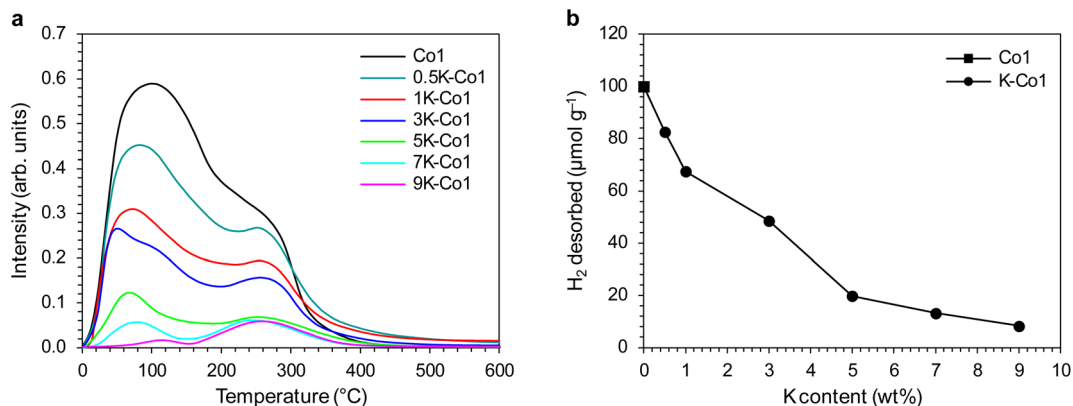 a
0.7
0.6
0.5
0.4
0.3
0.2
0.1
0.0
Intensity (arb. units)
0
100
200
300
400
500
600
Temperature (°C)
Co1
0.5K-Co1
1K-Co1
3K-Co1
5K-Co1
7K-Co1
9K-Co1
b
120
100
80
60
40
20
0
H₂ desorbed (µmol g⁻¹)
0
1
2
3
4
5
6
7
8
9
10
K content (wt%)
Co1
K-Co1